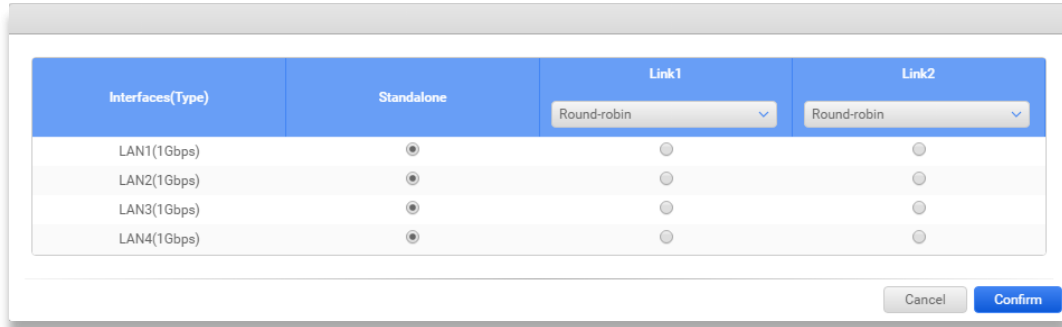 Interfaces(Type) Standalone Link1 Link2
Round-robin Round-robin
LAN1(1Gbps)
LAN2(1Gbps)
LAN3(1Gbps)
LAN4(1Gbps)
Cancel Confirm